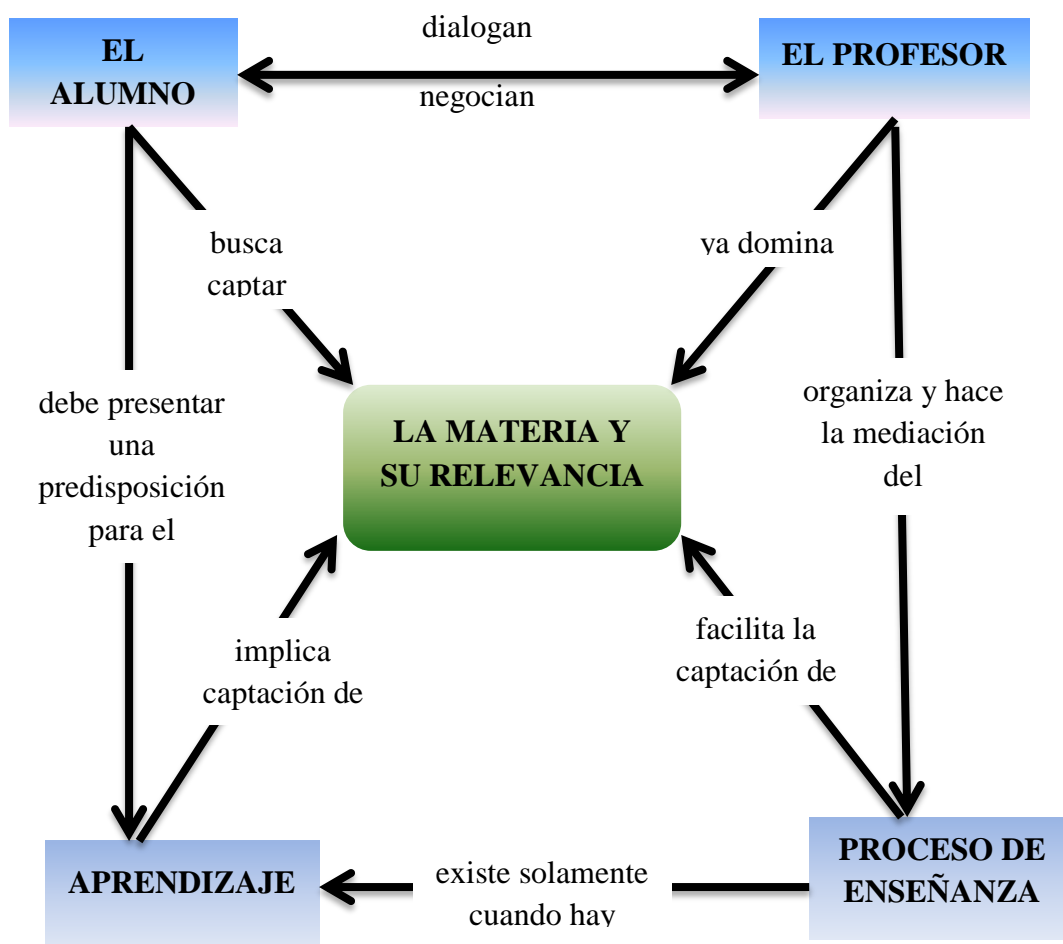 EL
ALUMNO
dialogan
negocian
EL PROFESOR
busca
captar
ya domina
debe presentar
una
predisposición
para el
LA MATERIA Y
SU RELEVANCIA
organiza y hace
la mediación
del
implica
captación de
facilita la
captación de
APRENDIZAJE
existe solamente
cuando hay
PROCESO DE
ENSEÑANZA